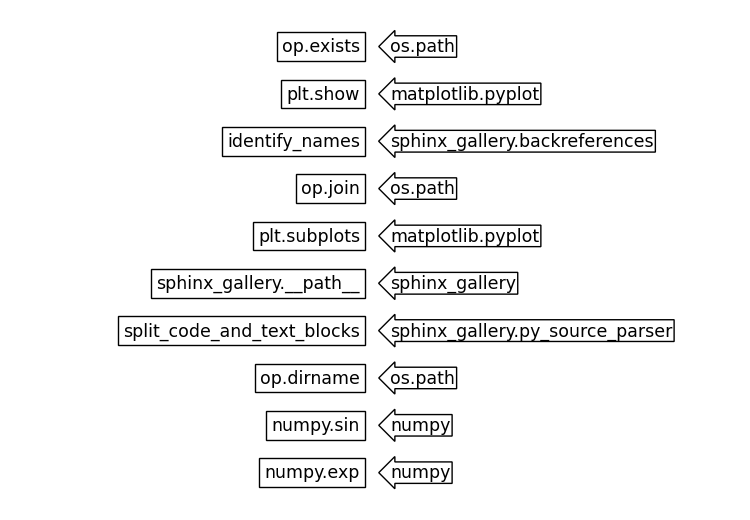 op.exists os.path
plt.show matplotlib.pyplot
identify_names sphinx_gallery.backreferences
op.join os.path
plt.subplots matplotlib.pyplot
sphinx_gallery.__path__ sphinx_gallery
split_code_and_text_blocks sphinx_gallery.py_source_parser
op.dirname os.path
numpy.sin numpy
numpy.exp numpy